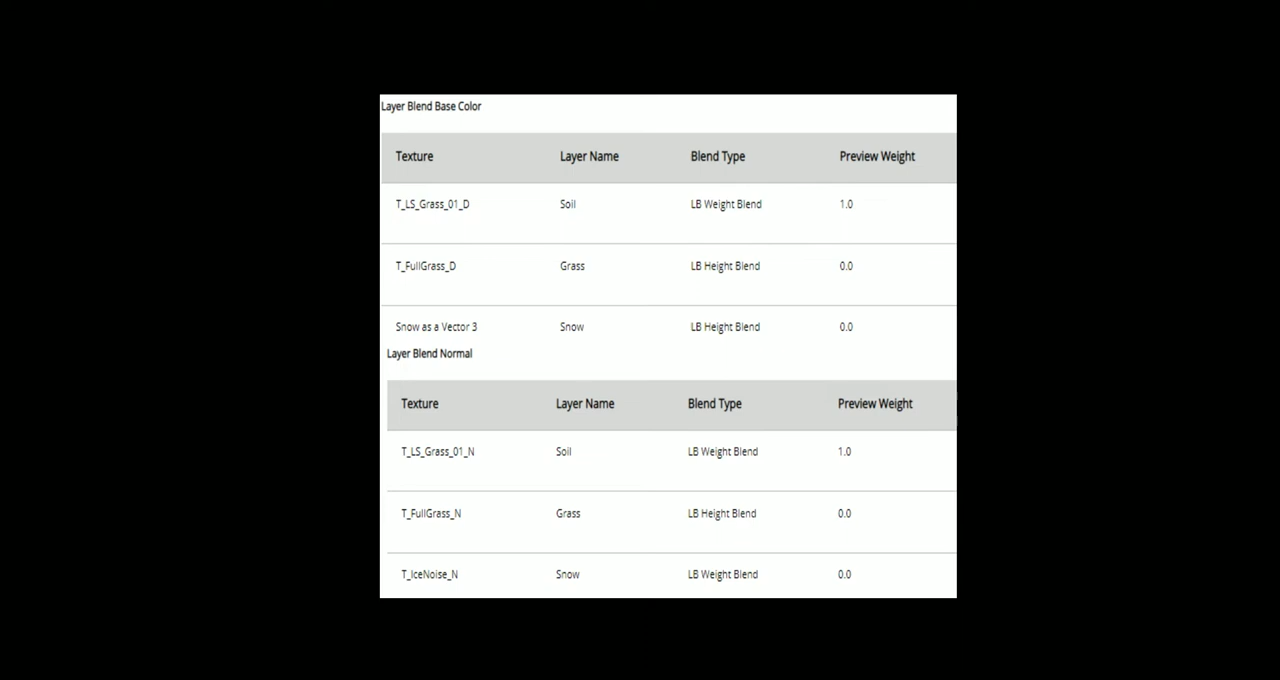 Layer Blend Base Color
Texture Layer Name Blend Type Preview Weight
T_LS_Grass_01_D Soil LB Weight Blend 1.0
T_FullGrass_D Grass LB Height Blend 0.0
Snow as a Vector 3 Snow LB Height Blend 0.0
Layer Blend Normal
Texture Layer Name Blend Type Preview Weight
T_LS_Grass_01_N Soil LB Weight Blend 1.0
T_FullGrass_N Grass LB Height Blend 0.0
T_IceNoise_N Snow LB Weight Blend 0.0